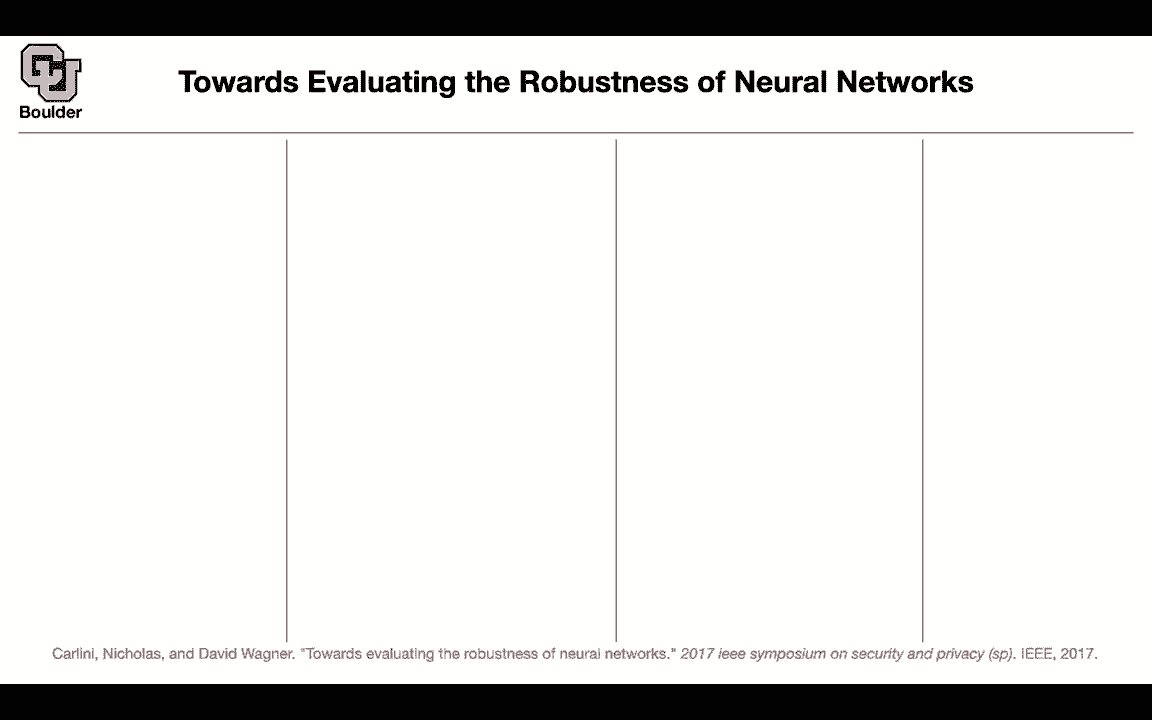 CU
Boulder
Towards Evaluating the Robustness of Neural Networks
Carlini, Nicholas, and David Wagner. "Towards evaluating the robustness of neural networks." 2017 ieee symposium on security and privacy (sp). IEEE, 2017.